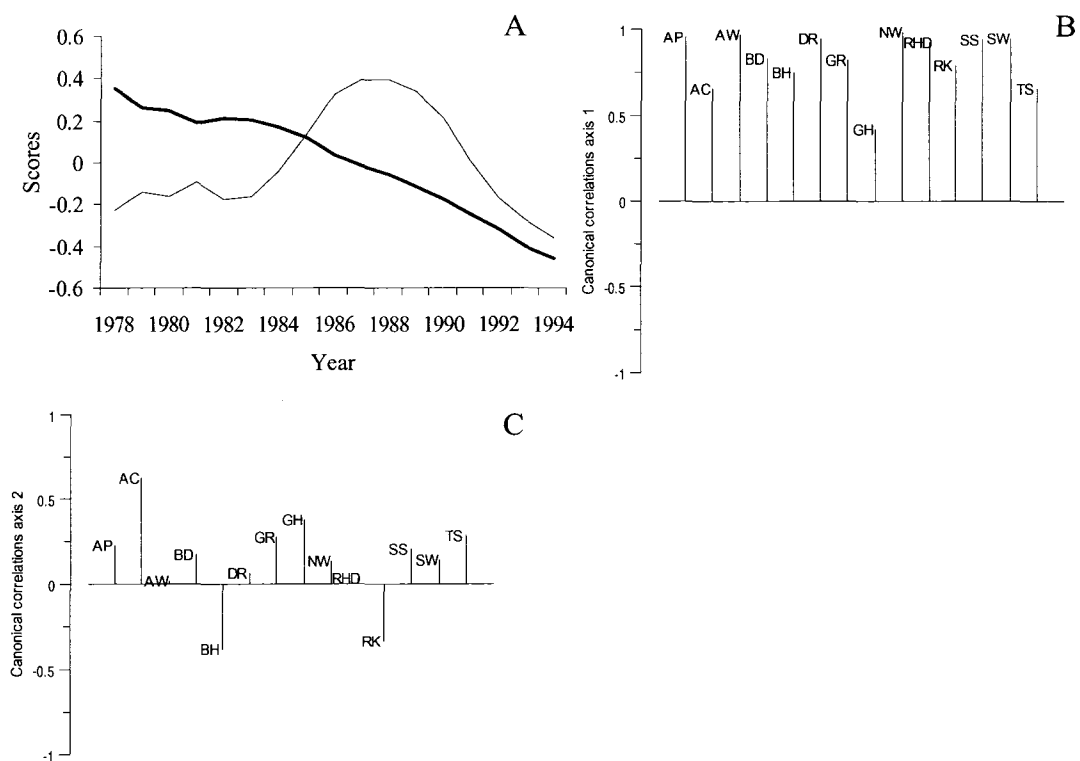 A
0.6
0.4
0.2
0
-0.2
-0.4
-0.6
Scores
1978 1980 1982 1984 1986 1988 1990 1992 1994
Year
B
1
0.5
0
-0.5
-1
Canonical correlations axis 1
AP AC AW BD BH DR GR GH NW RHD RK SS SW TS
C
1
0.5
0
-0.5
-1
Canonical correlations axis 2
AP AC AW BD BH DR GR GH NW RHD RK SS SW TS